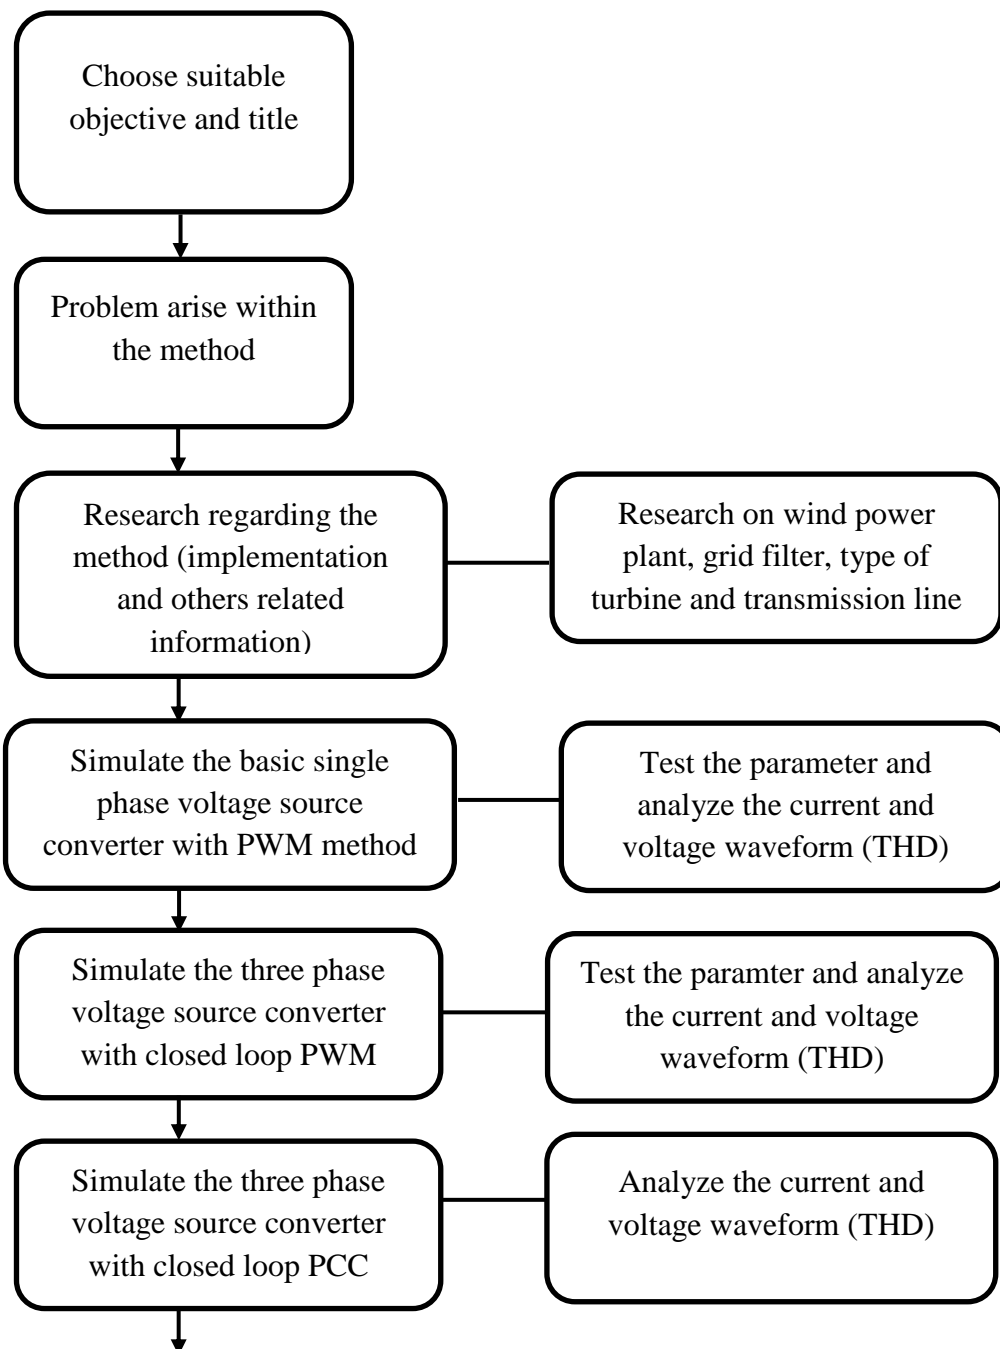 Choose suitable
objective and title
Problem arise within
the method
Research regarding the
method (implementation
and others related
information)
Research on wind power
plant, grid filter, type of
turbine and transmission line
Simulate the basic single
phase voltage source
converter with PWM method
Test the parameter and
analyze the current and
voltage waveform (THD)
Simulate the three phase
voltage source converter
with closed loop PWM
Test the paramter and analyze
the current and voltage
waveform (THD)
Simulate the three phase
voltage source converter
with closed loop PCC
Analyze the current and
voltage waveform (THD)